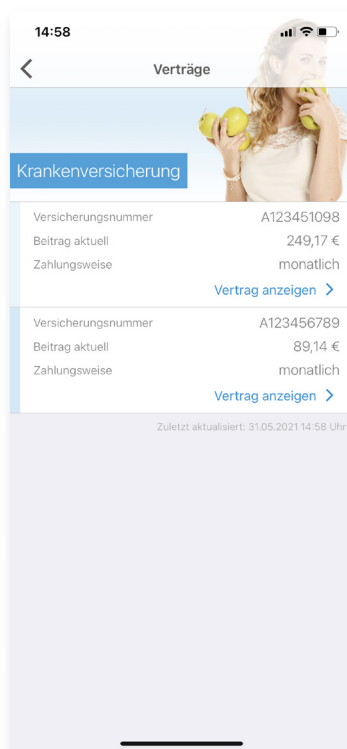 14:58
Verträge
Krankenversicherung
Versicherungsnummer A123451098
Beitrag aktuell 249,17 €
Zahlungsweise monatlich
Vertrag anzeigen
Versicherungsnummer A123456789
Beitrag aktuell 89,14 €
Zahlungsweise monatlich
Vertrag anzeigen
Zuletzt aktualisiert: 31.05.2021 14:58 Uhr